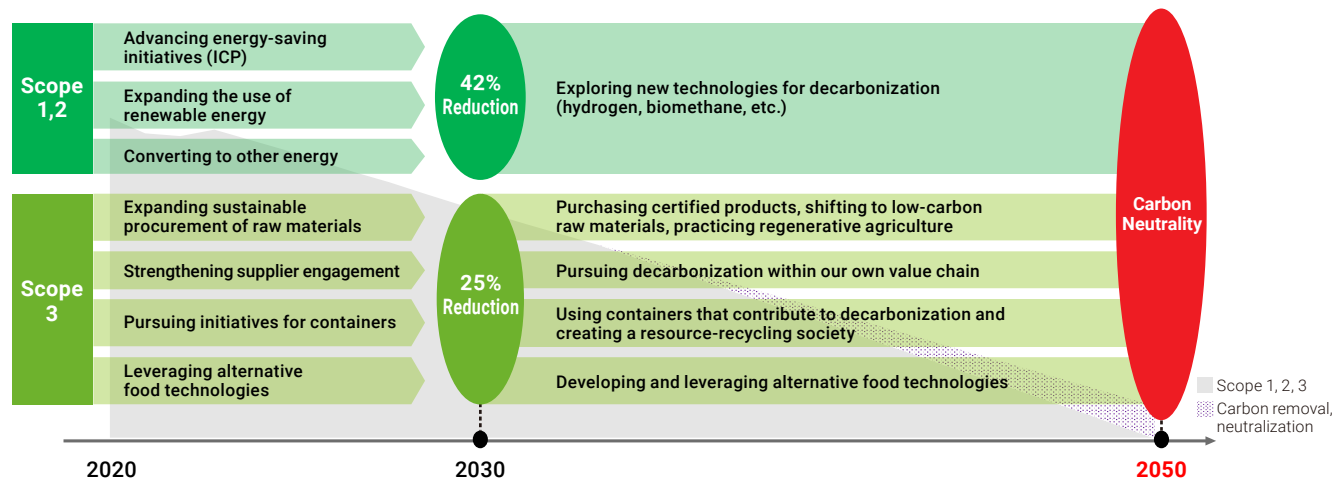 Scope
1,2
Advancing energy-saving
initiatives (ICP)
Expanding the use of
renewable energy
Converting to other energy
42%
Reduction
Exploring new technologies for decarbonization
(hydrogen, biomethane, etc.)
Scope
3
Expanding sustainable
procurement of raw materials
Strengthening supplier engagement
Pursuing initiatives for containers
Leveraging alternative
food technologies
25%
Reduction
Purchasing certified products, shifting to low-carbon
raw materials, practicing regenerative agriculture
Pursuing decarbonization within our own value chain
Using containers that contribute to decarbonization and
creating a resource-recycling society
Developing and leveraging alternative food technologies
Carbon
Neutrality
Scope 1, 2, 3
Carbon removal,
neutralization
2020
2030
2050